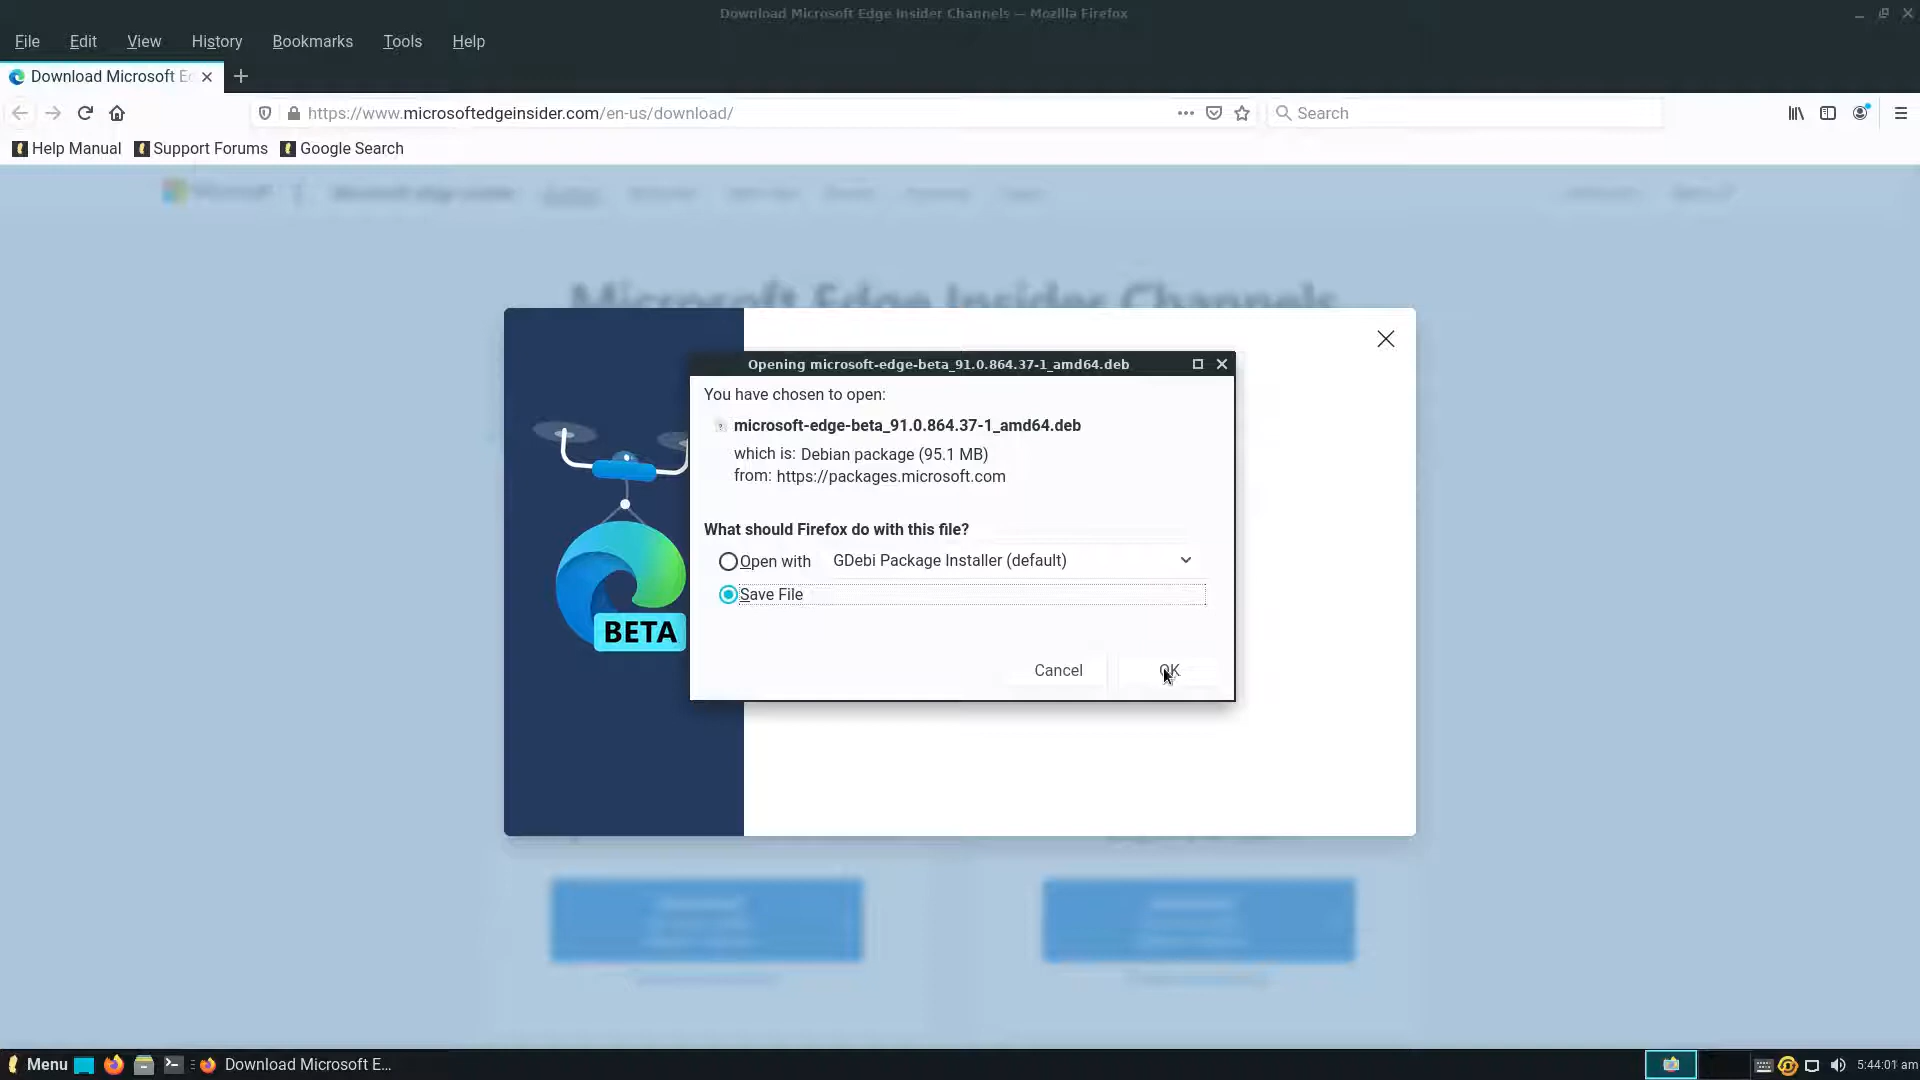 Download Microsoft Edge Insider Channels — Mozilla Firefox
File Edit View History Bookmarks Tools Help
Download Microsoft E
https://www.microsoftedgeinsider.com/en-us/download/
Search
Help Manual Support Forums Google Search
Microsoft Edge Insider Channels
Opening microsoft-edge-beta_91.0.864.37-1_amd64.deb
You have chosen to open:
microsoft-edge-beta_91.0.864.37-1_amd64.deb
which is: Debian package (95.1 MB)
from: https://packages.microsoft.com
What should Firefox do with this file?
Open with GDebi Package Installer (default)
Save File
BETA
Cancel OK
Menu Download Microsoft E... 5:44:01 am